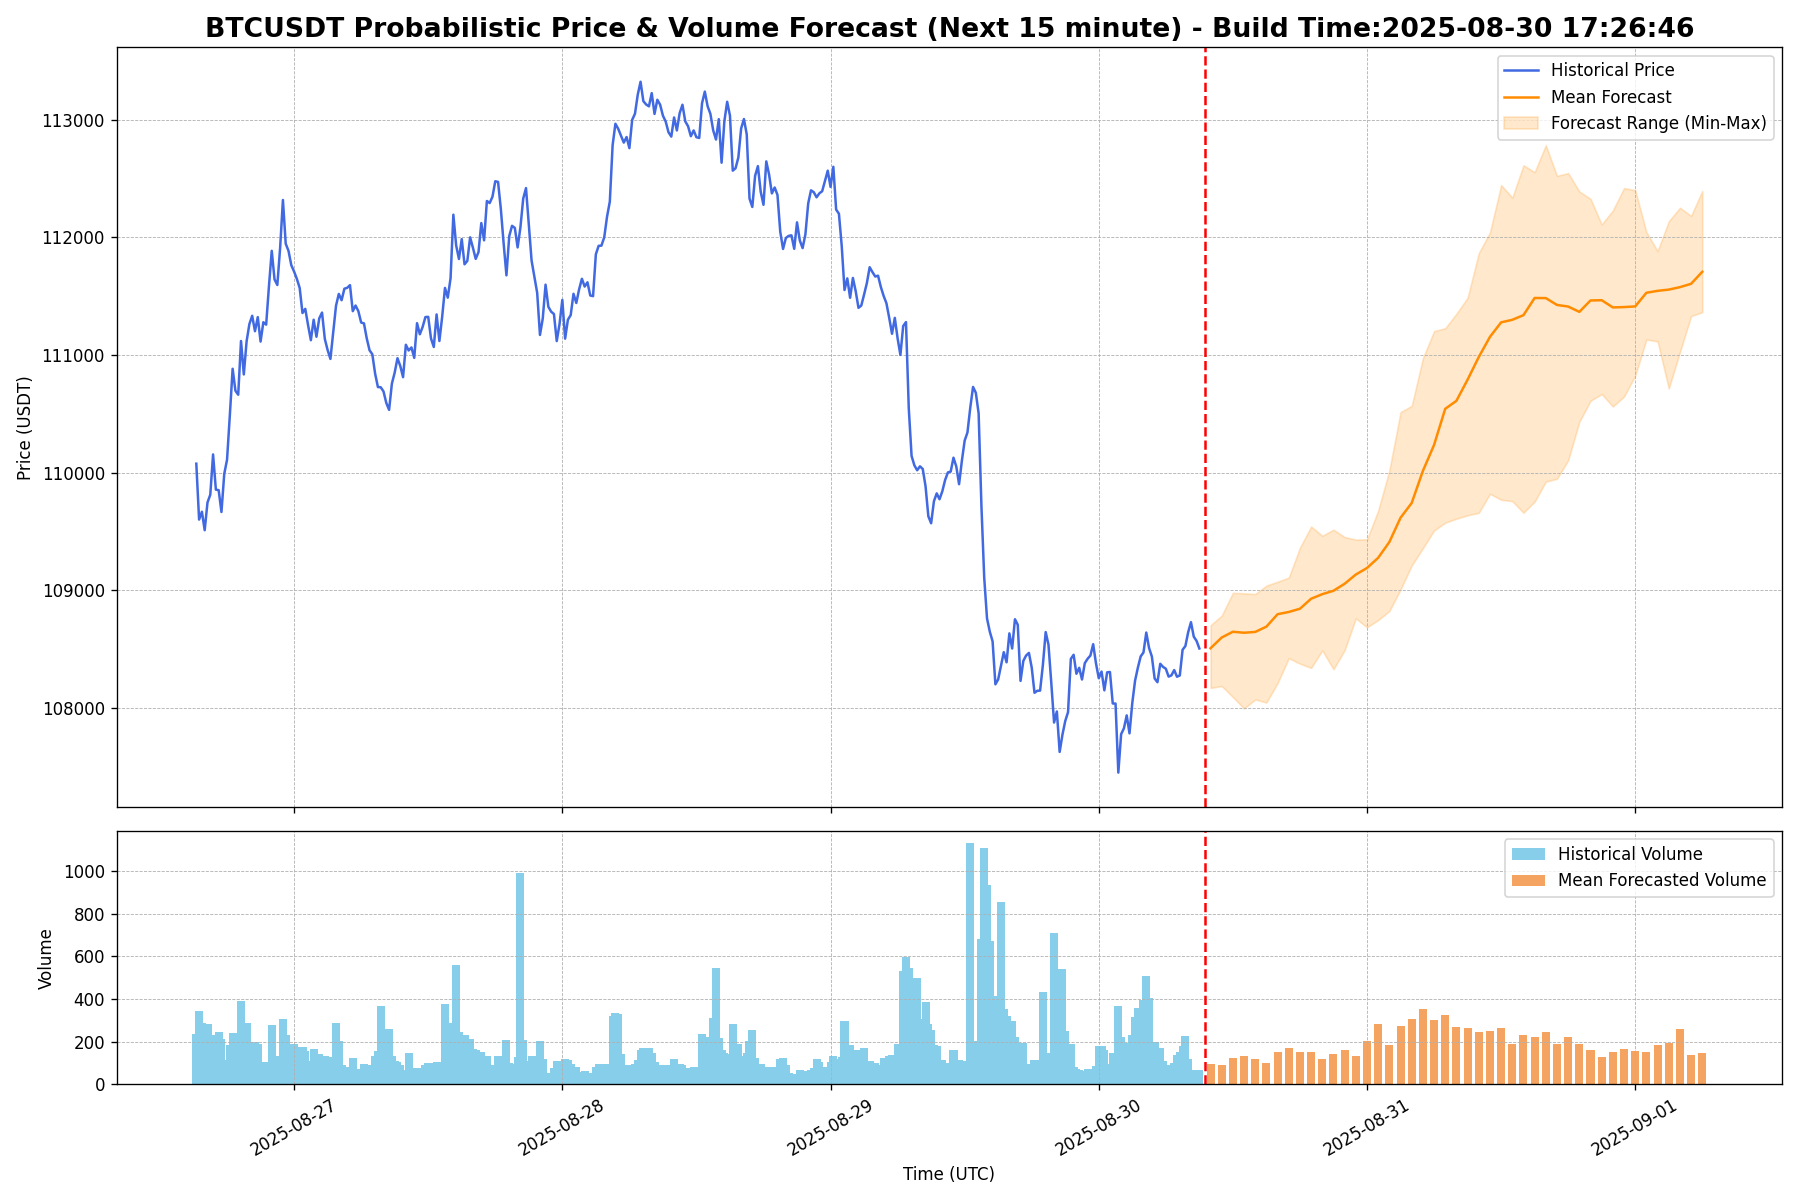 BTCUSDT Probabilistic Price & Volume Forecast (Next 15 minute) - Build Time:2025-08-30 17:26:46
Historical Price
Mean Forecast
Forecast Range (Min-Max)
Price (USDT)
113000
112000
111000
110000
109000
108000
Historical Volume
Mean Forecasted Volume
Volume
1000
800
600
400
200
0
2025-08-27
2025-08-28
2025-08-29
2025-08-30
2025-08-31
2025-09-01
Time (UTC)